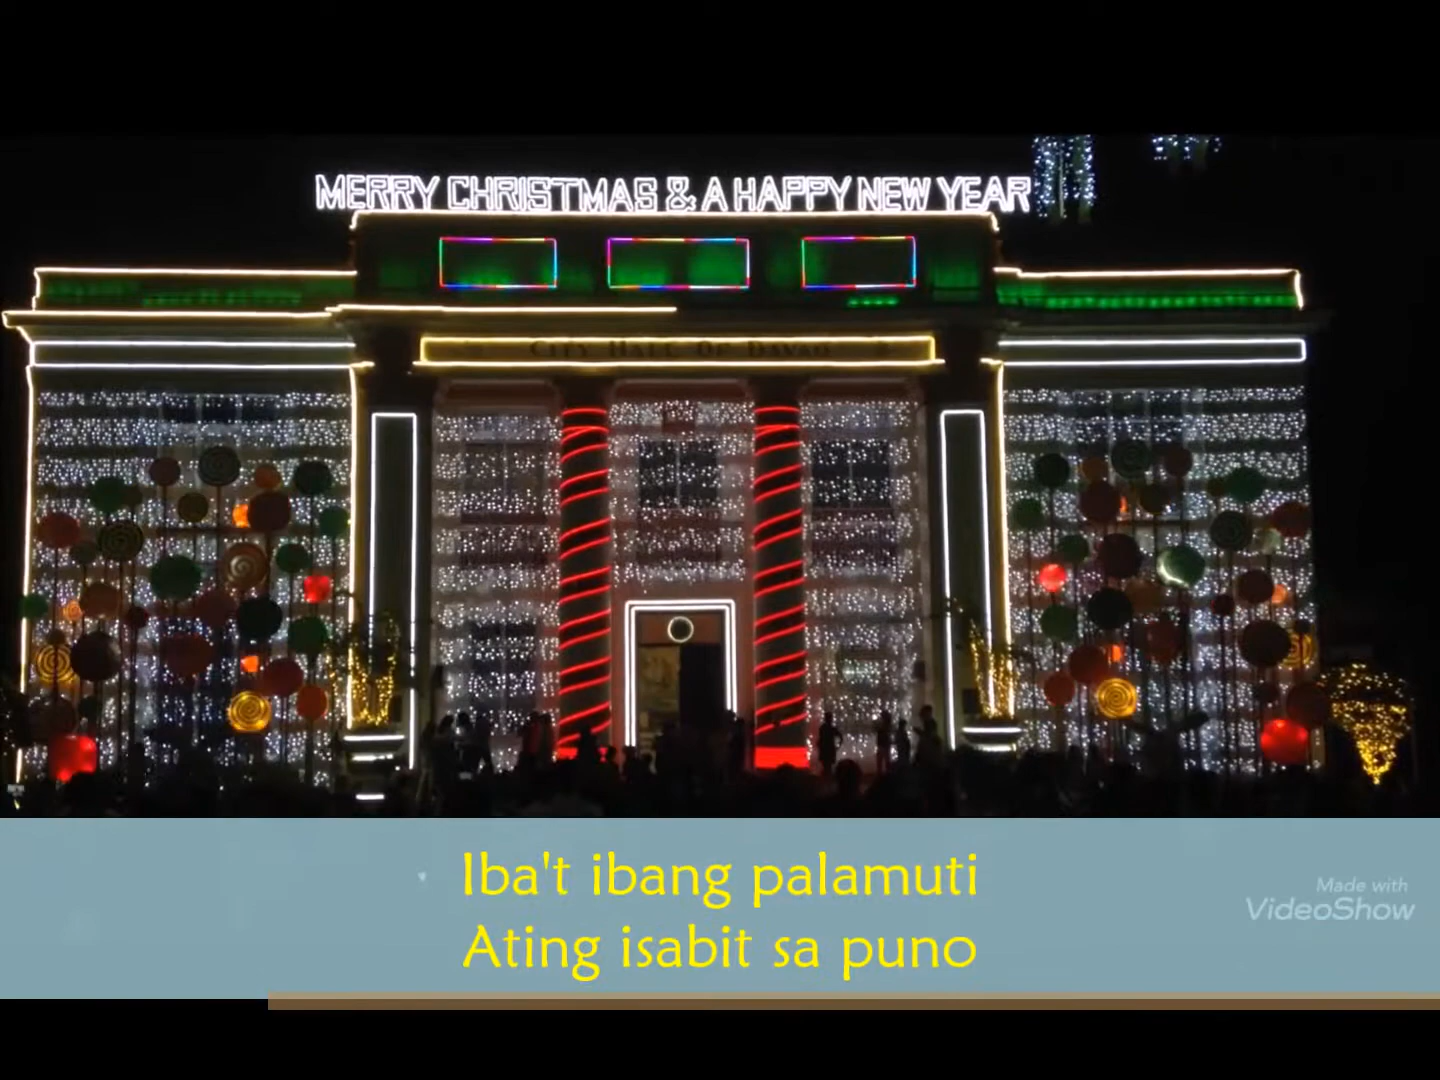 MERRY CHRISTMAS & A HAPPY NEW YEAR
CITY HALL OF DAVAO
Iba't ibang palamuti
Ating isabit sa puno
Made with
VideoShow